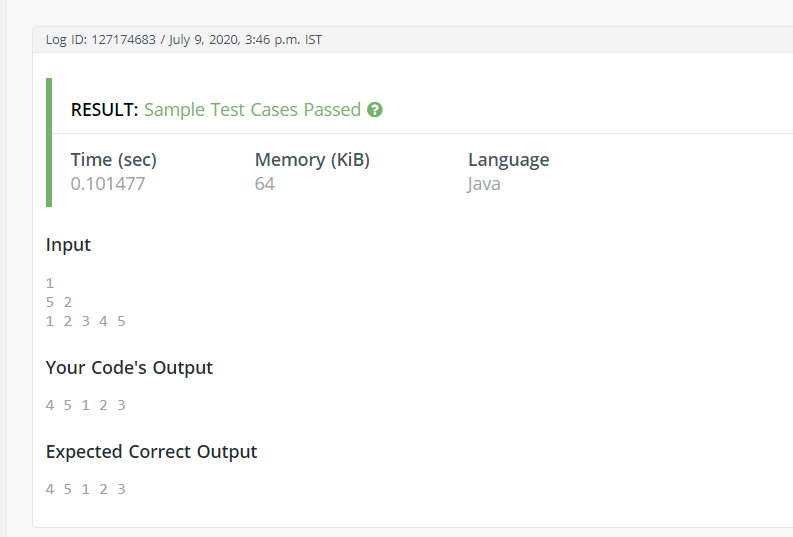 Log ID: 127174683 / July 9, 2020, 3:46 p.m. IST
RESULT: Sample Test Cases Passed ?
Time (sec) Memory (KiB) Language
0.101477 64 Java
Input
1
5 2
1 2 3 4 5
Your Code's Output
4 5 1 2 3
Expected Correct Output
4 5 1 2 3